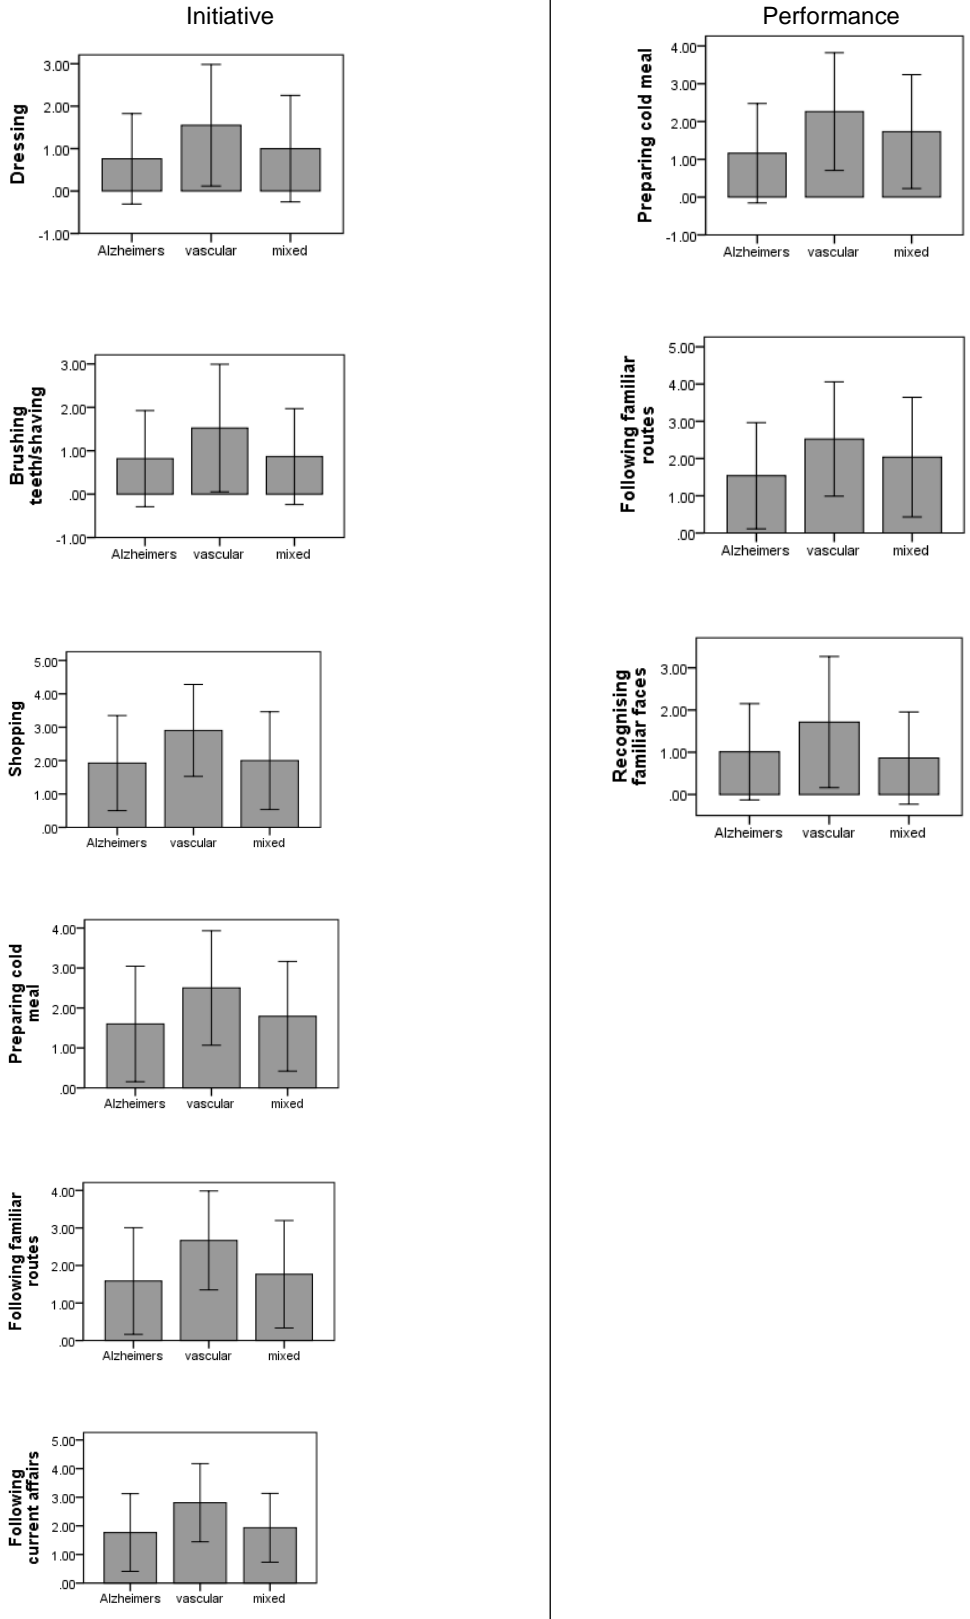 Initiative
Dressing
3.00
2.00
1.00
.00
-1.00
Alzheimers vascular mixed
Brushing
teeth/shaving
3.00
2.00
1.00
.00
-1.00
Alzheimers vascular mixed
Shopping
5.00
4.00
3.00
2.00
1.00
.00
Alzheimers vascular mixed
Preparing cold
meal
4.00
3.00
2.00
1.00
.00
Alzheimers vascular mixed
Following familiar
routes
4.00
3.00
2.00
1.00
.00
Alzheimers vascular mixed
Following
current affairs
5.00
4.00
3.00
2.00
1.00
.00
Alzheimers vascular mixed
Performance
Preparing cold meal
4.00
3.00
2.00
1.00
.00
-1.00
Alzheimers vascular mixed
Following familiar
routes
5.00
4.00
3.00
2.00
1.00
.00
Alzheimers vascular mixed
Recognising
familiar faces
3.00
2.00
1.00
.00
Alzheimers vascular mixed